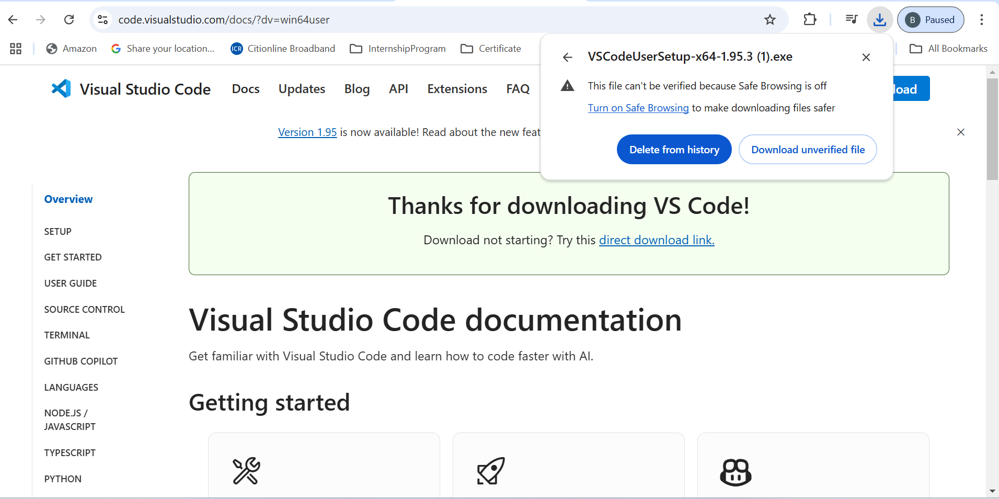 code.visualstudio.com/docs/?dv=win64user
B Paused
Amazon
Share your location...
ICR Citionline Broadband
InternshipProgram
Certificate
All Bookmarks
VSCodeUserSetup-x64-1.95.3 (1).exe
This file can't be verified because Safe Browsing is off
Turn on Safe Browsing to make downloading files safer
Delete from history
Download unverified file
Visual Studio Code
Docs
Updates
Blog
API
Extensions
FAQ
load
Version 1.95 is now available! Read about the new feat
Thanks for downloading VS Code!
Download not starting? Try this direct download link.
Overview
SETUP
GET STARTED
USER GUIDE
SOURCE CONTROL
TERMINAL
GITHUB COPILOT
LANGUAGES
NODE.JS /
JAVASCRIPT
TYPESCRIPT
PYTHON
Visual Studio Code documentation
Get familiar with Visual Studio Code and learn how to code faster with AI.
Getting started